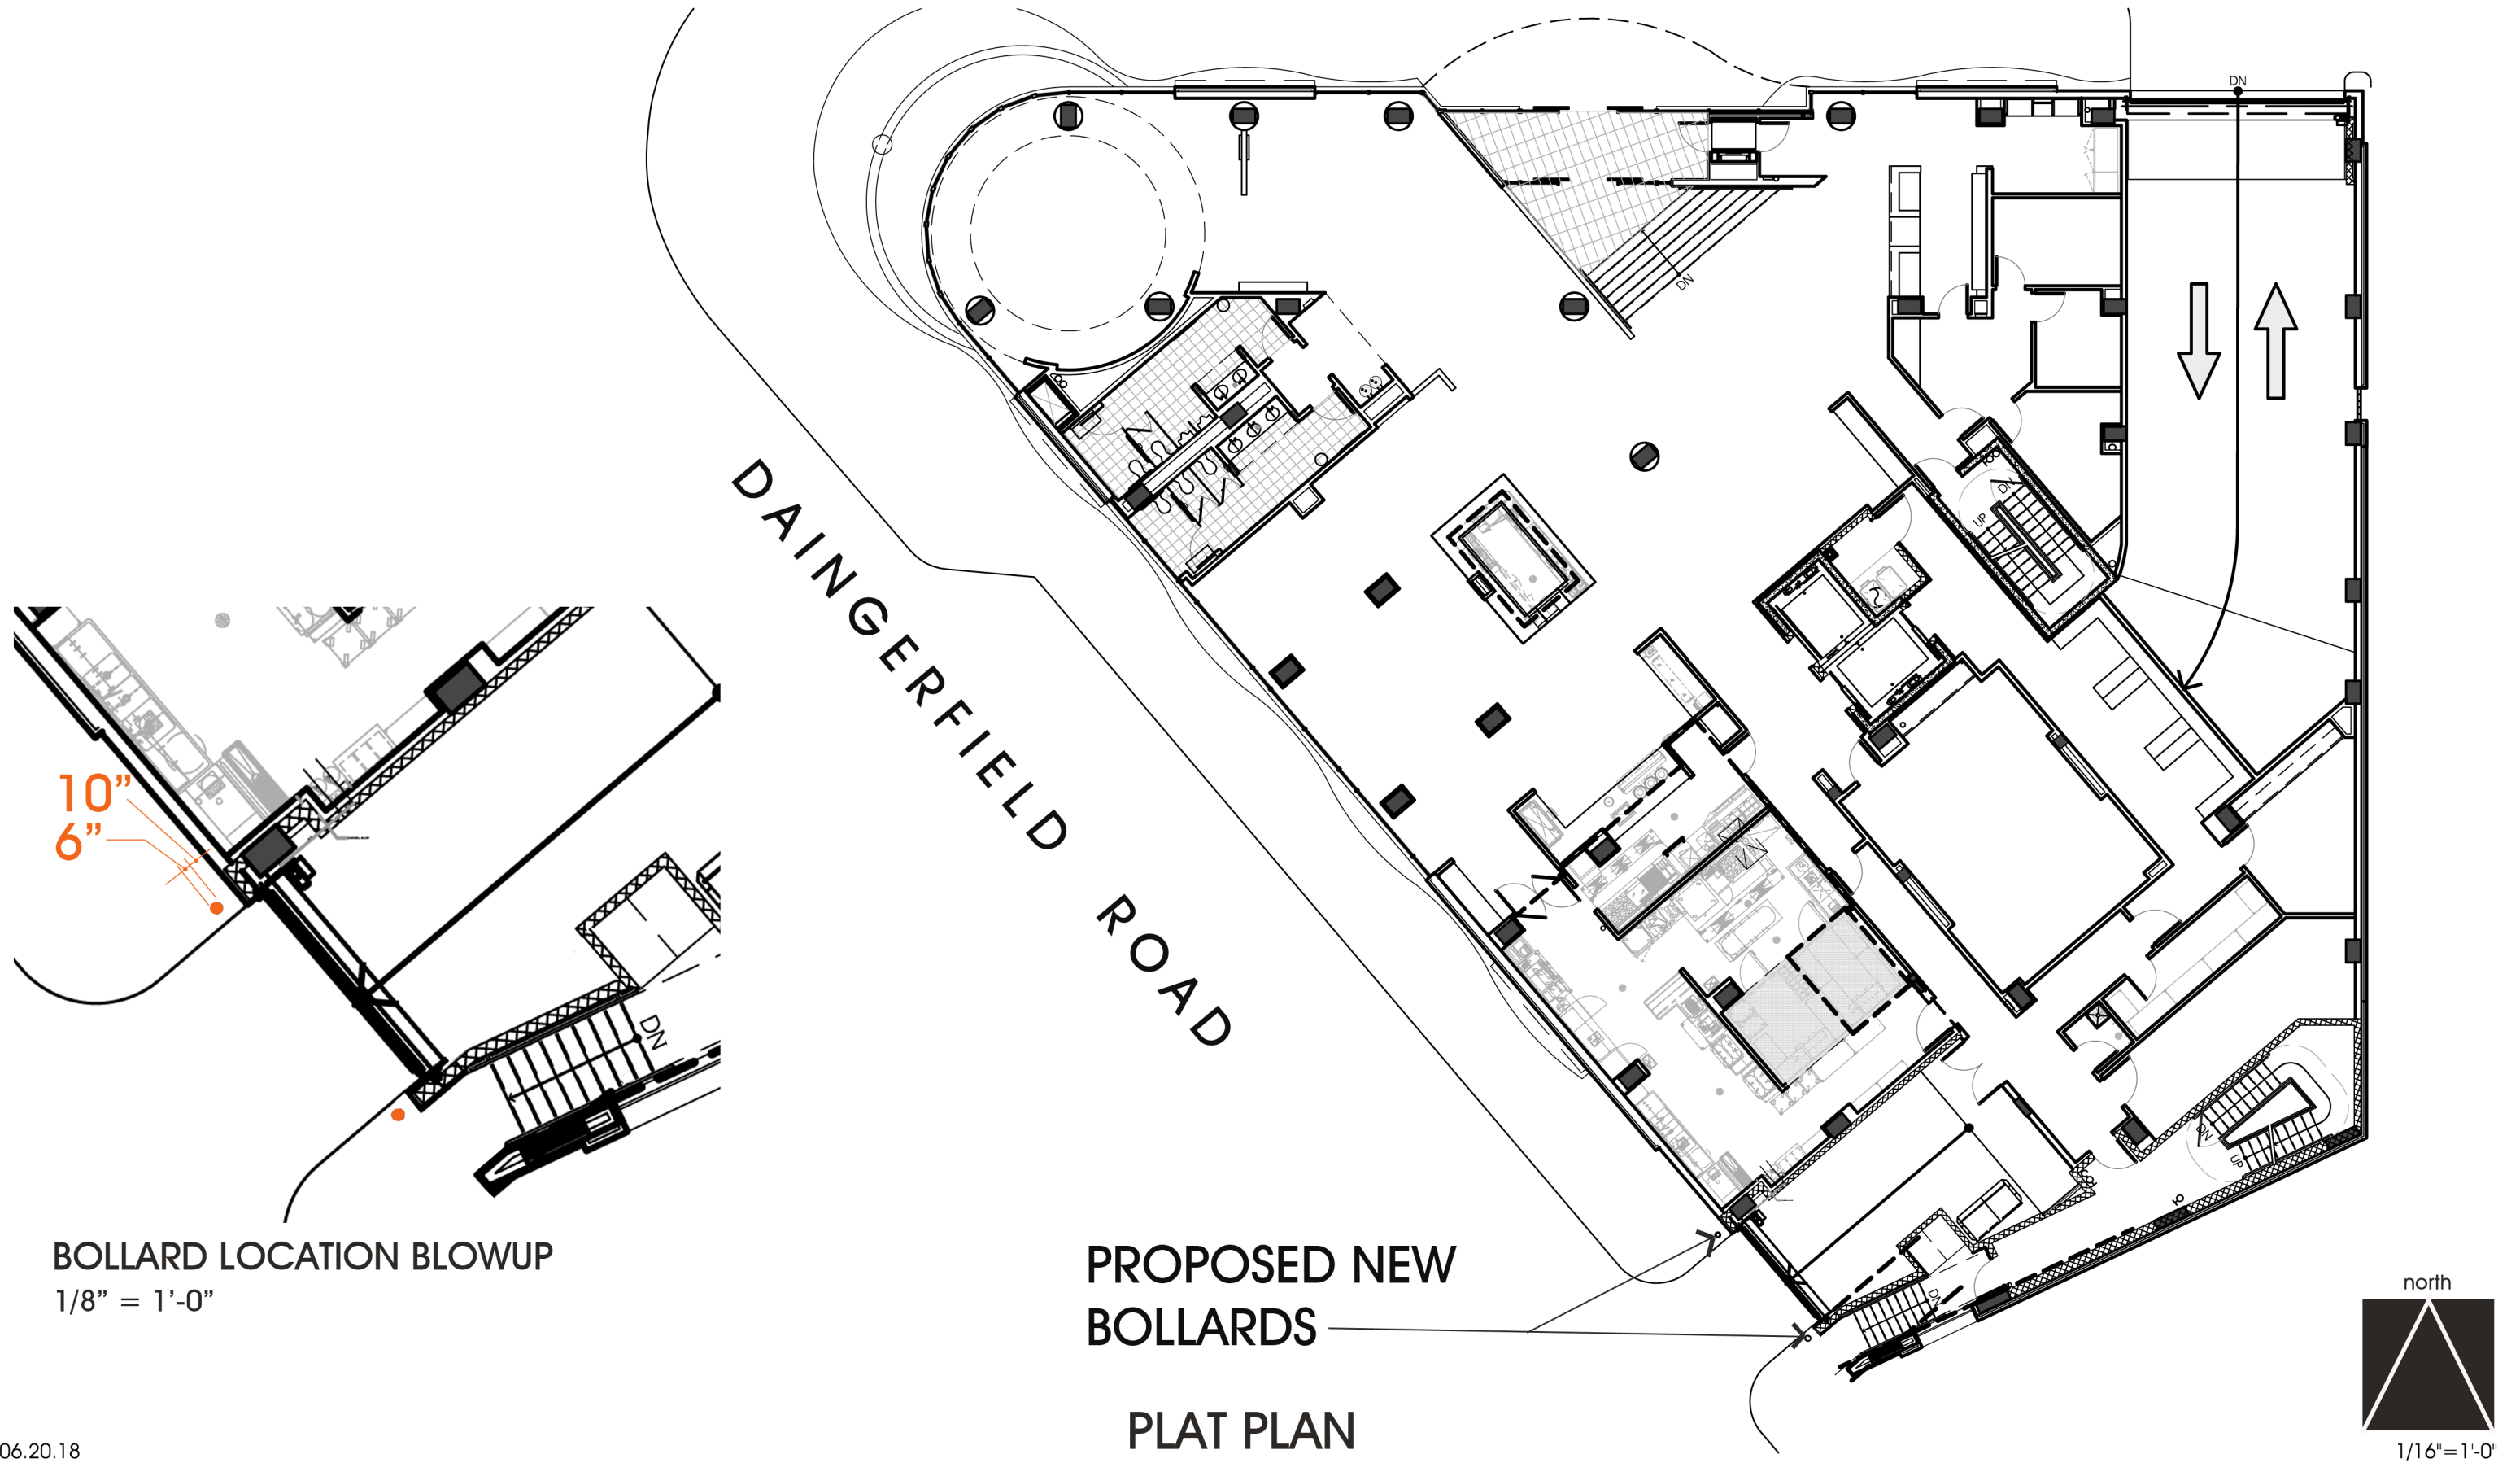 DN
DN
DN
UP
DAINGERFIELD ROAD
10”
6”
DN
DN
UP
DN
BOLLARD LOCATION BLOWUP
1/8” = 1’-0”
PROPOSED NEW
BOLLARDS
PLAT PLAN
north
1/16"=1'-0"
06.20.18